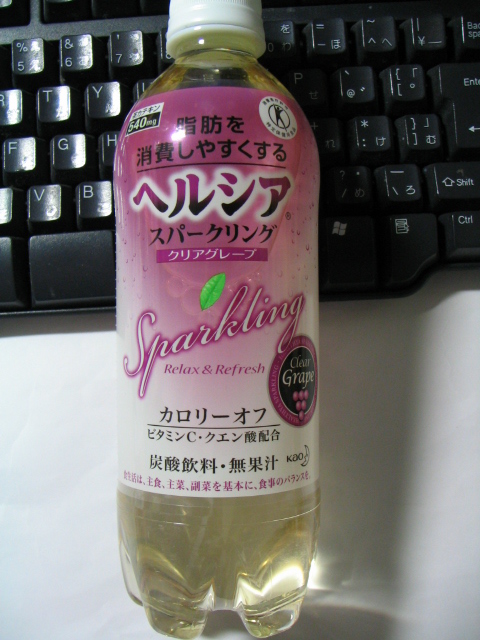 茶カテキン
540mg
脂肪を
消費しやすくする
ヘルシア®
スパークリング
クリアグレープ
Sparkling
Relax & Refresh
Clear
Grape
カロリーオフ
ビタミンC・クエン酸配合
炭酸飲料・無果汁
Kao
食生活は、主食、主菜、副菜を基本に、食事のバランスを。
Enter
Shift
Ctrl
R
T
Y
F
G
H
V
B